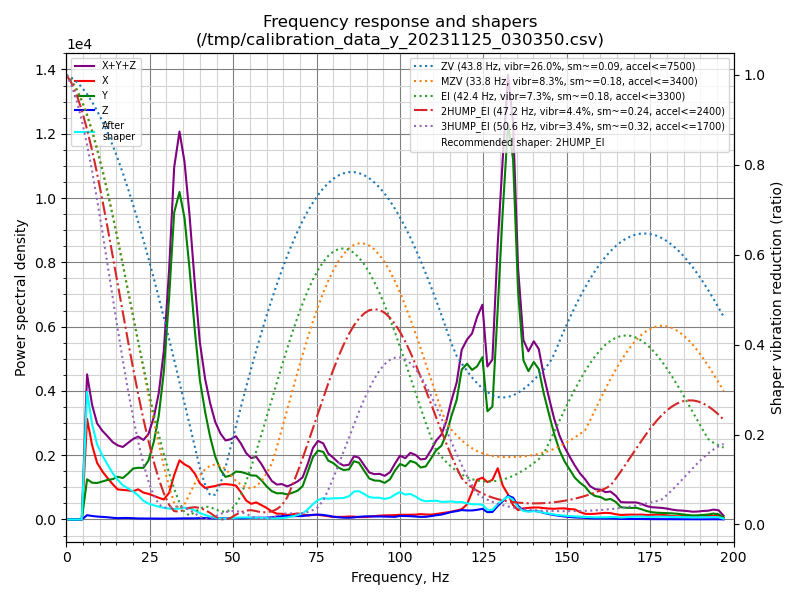 Frequency response and shapers
(/tmp/calibration_data_y_20231125_030350.csv)
1e4
X+Y+Z
X
Y
Z
After
shaper
ZV (43.8 Hz, vibr=26.0%, sm~=0.09, accel<=7500)
MZV (33.8 Hz, vibr=8.3%, sm~=0.18, accel<=3400)
EI (42.4 Hz, vibr=7.3%, sm~=0.18, accel<=3300)
2HUMP_EI (47.2 Hz, vibr=4.4%, sm~=0.24, accel<=2400)
3HUMP_EI (50.6 Hz, vibr=3.4%, sm~=0.32, accel<=1700)
Recommended shaper: 2HUMP_EI
Power spectral density
1.4
1.2
1.0
0.8
0.6
0.4
0.2
0.0
1.0
0.8
0.6
0.4
0.2
0.0
Shaper vibration reduction (ratio)
0 25 50 75 100 125 150 175 200
Frequency, Hz